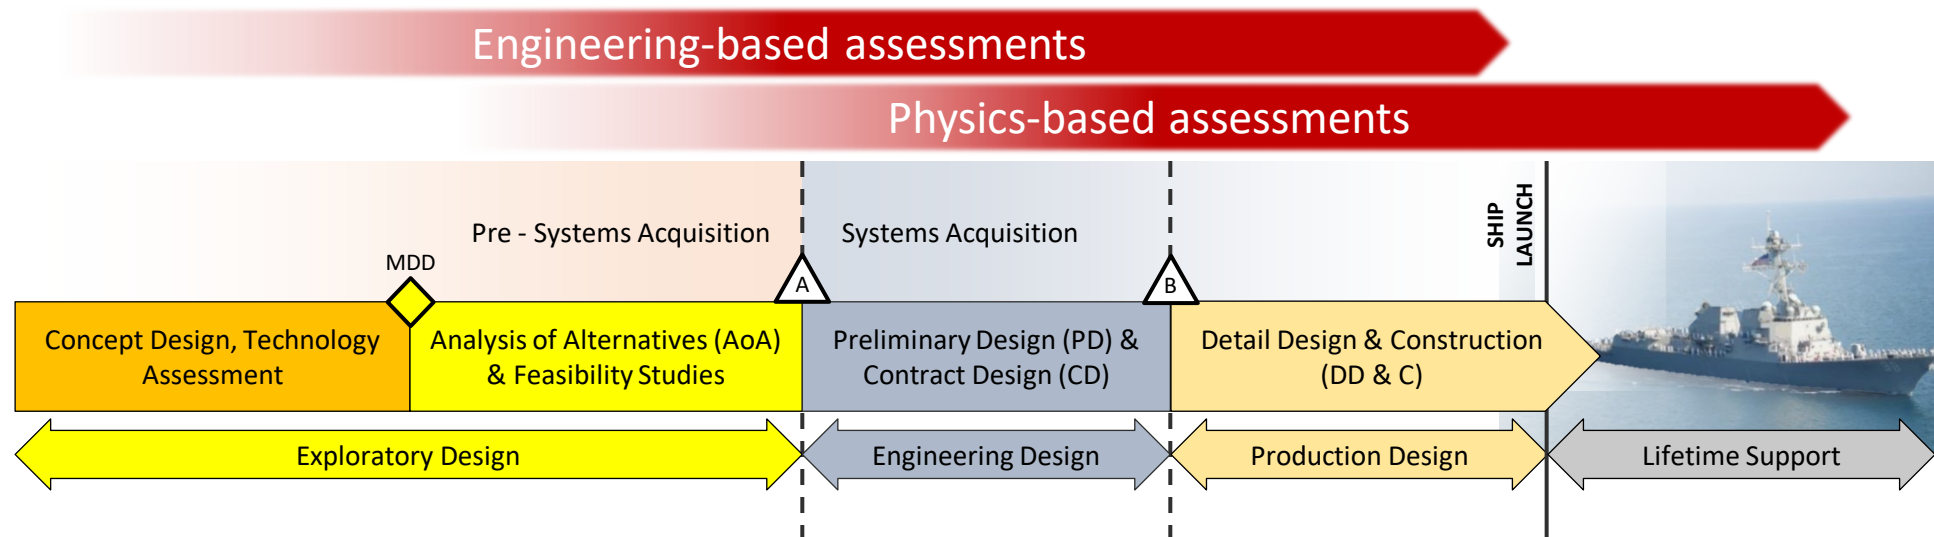 Engineering-based assessments
Physics-based assessments
Pre - Systems Acquisition
Systems Acquisition
SHIP
LAUNCH
MDD
A
B
Concept Design, Technology
Assessment
Analysis of Alternatives (AoA)
& Feasibility Studies
Preliminary Design (PD) &
Contract Design (CD)
Detail Design & Construction
(DD & C)
Exploratory Design
Engineering Design
Production Design
Lifetime Support